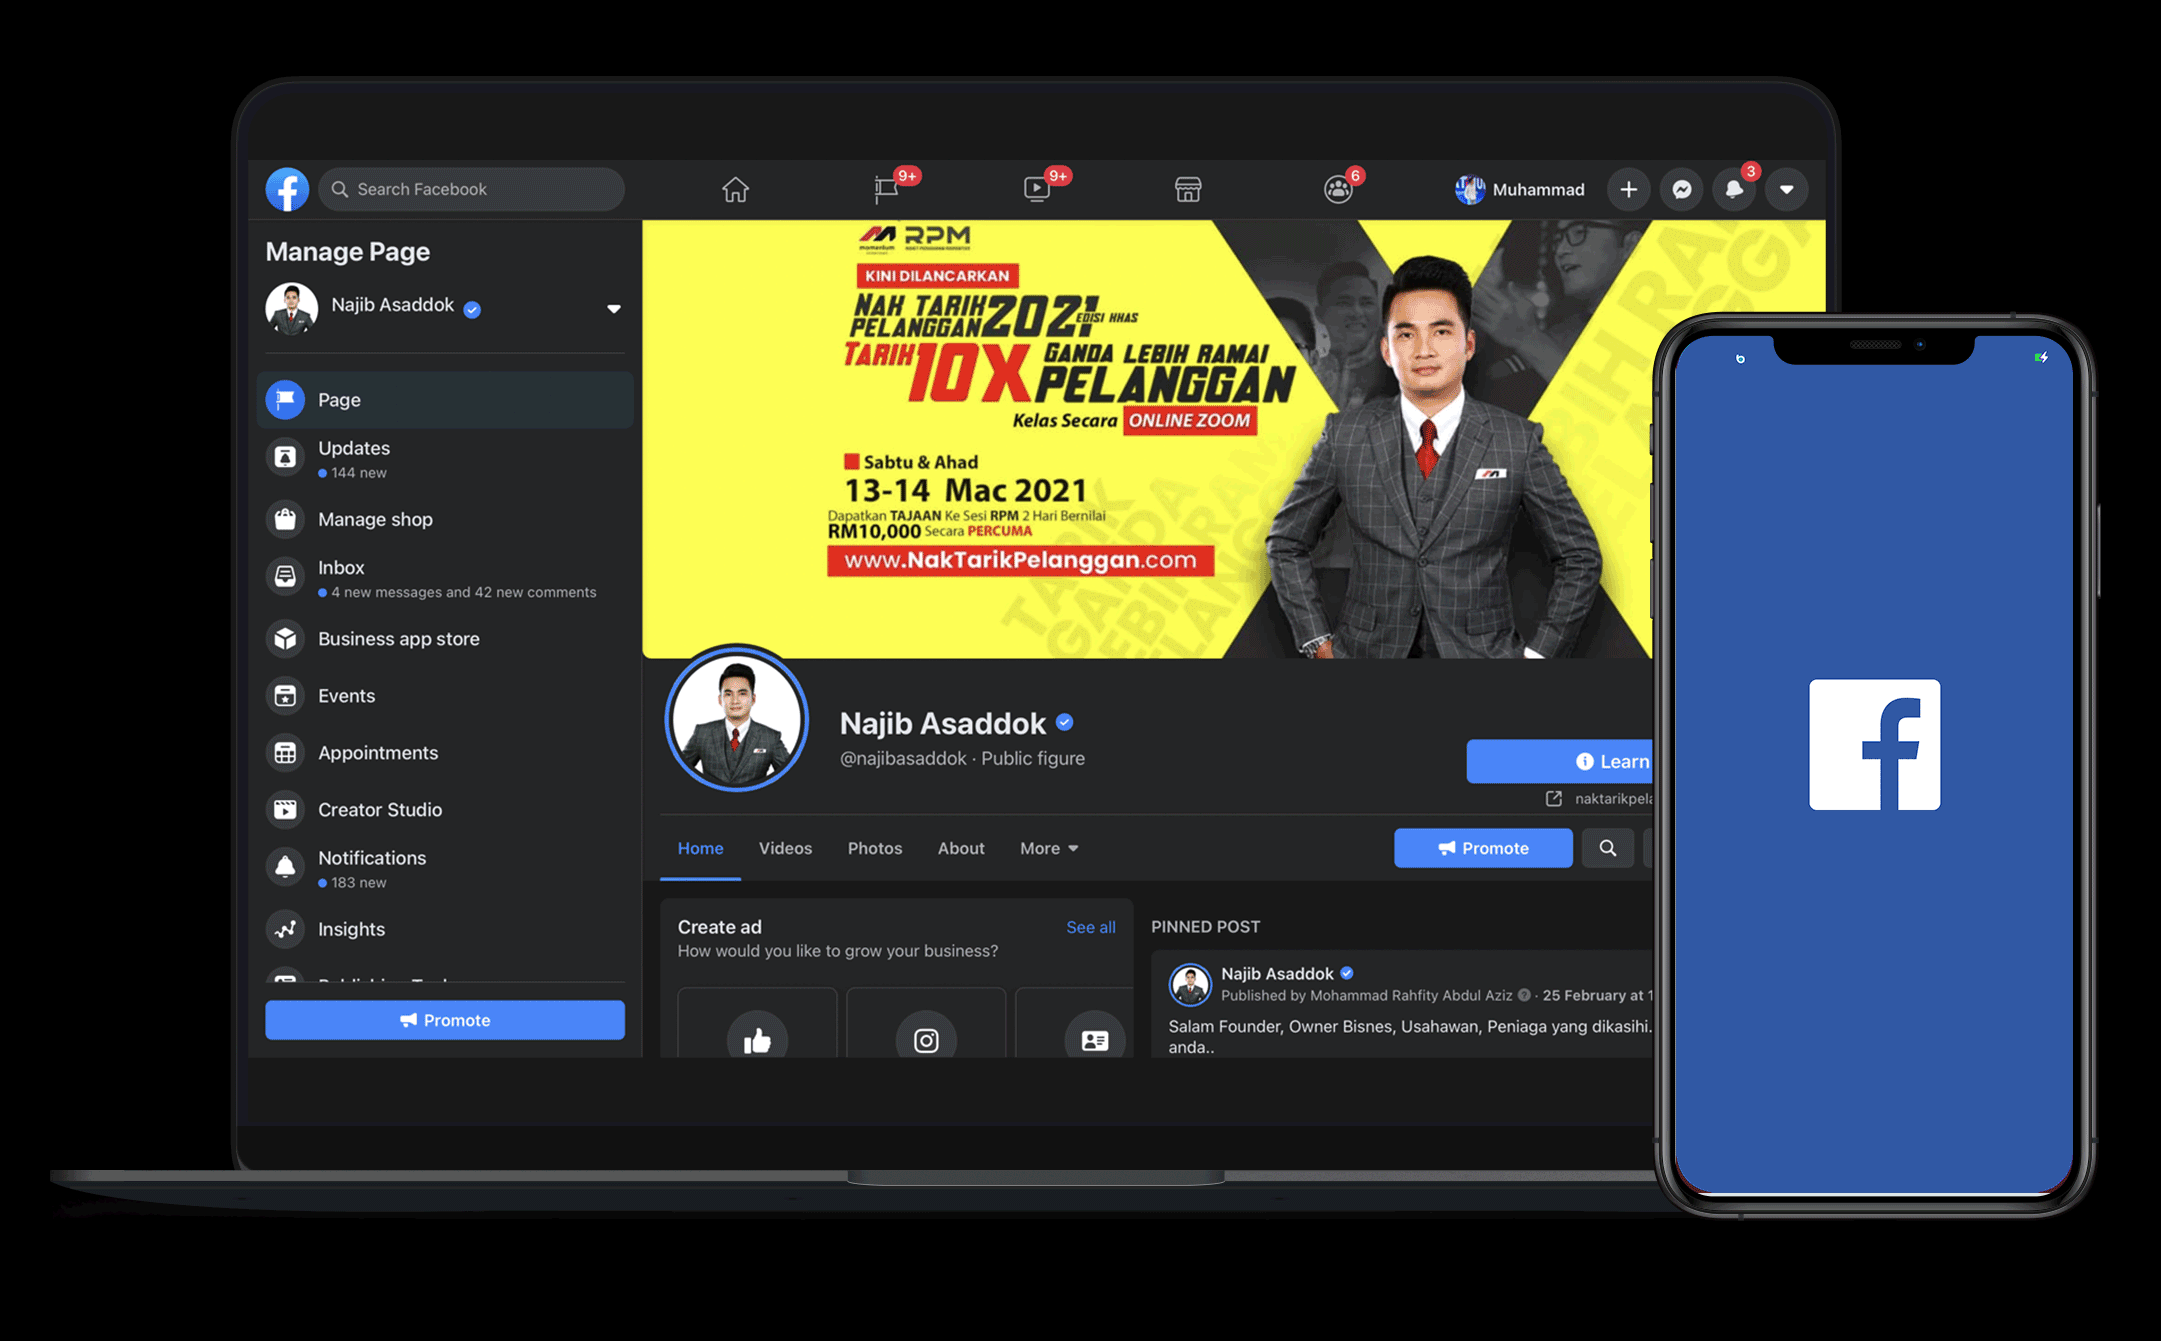 Search Facebook
9+
9+
6
Muhammad
3
Manage Page
Najib Asaddok
Page
Updates
144 new
Manage shop
Inbox
4 new messages and 42 new comments
Business app store
Events
Appointments
Creator Studio
Notifications
183 new
Insights
Promote
momentum
RPM
KINI DILANCARKAN
NAK TARIK
PELANGGAN 2021 EDISI KHAS
TARIK 10X GANDA LEBIH RAMAI
PELANGGAN
Kelas Secara ONLINE ZOOM
Sabtu & Ahad
13-14 Mac 2021
Dapatkan TAJAAN Ke Sesi RPM 2 Hari Bernilai
RM10,000 Secara PERCUMA
www.NakTarikPelanggan.com
Najib Asaddok
@najibasaddok · Public figure
Learn
naktarikpela
Home
Videos
Photos
About
More
Promote
Create ad
See all
How would you like to grow your business?
PINNED POST
Najib Asaddok
Published by Mohammad Rahfity Abdul Aziz · 25 February at 1
Salam Founder, Owner Bisnes, Usahawan, Peniaga yang dikasihi.
anda..